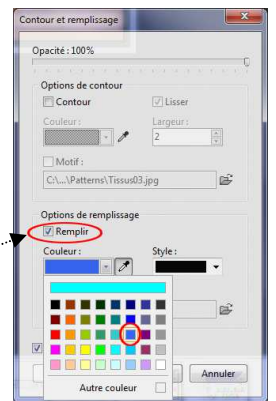 Contour et remplissage
Opacité : 100%
Options de contour
Contour
Lisser
Couleur :
Largeur :
2
Motif :
C:\...\Patterns\Tissus03.jpg
Options de remplissage
Remplir
Couleur :
Style :
Autre couleur
Annuler